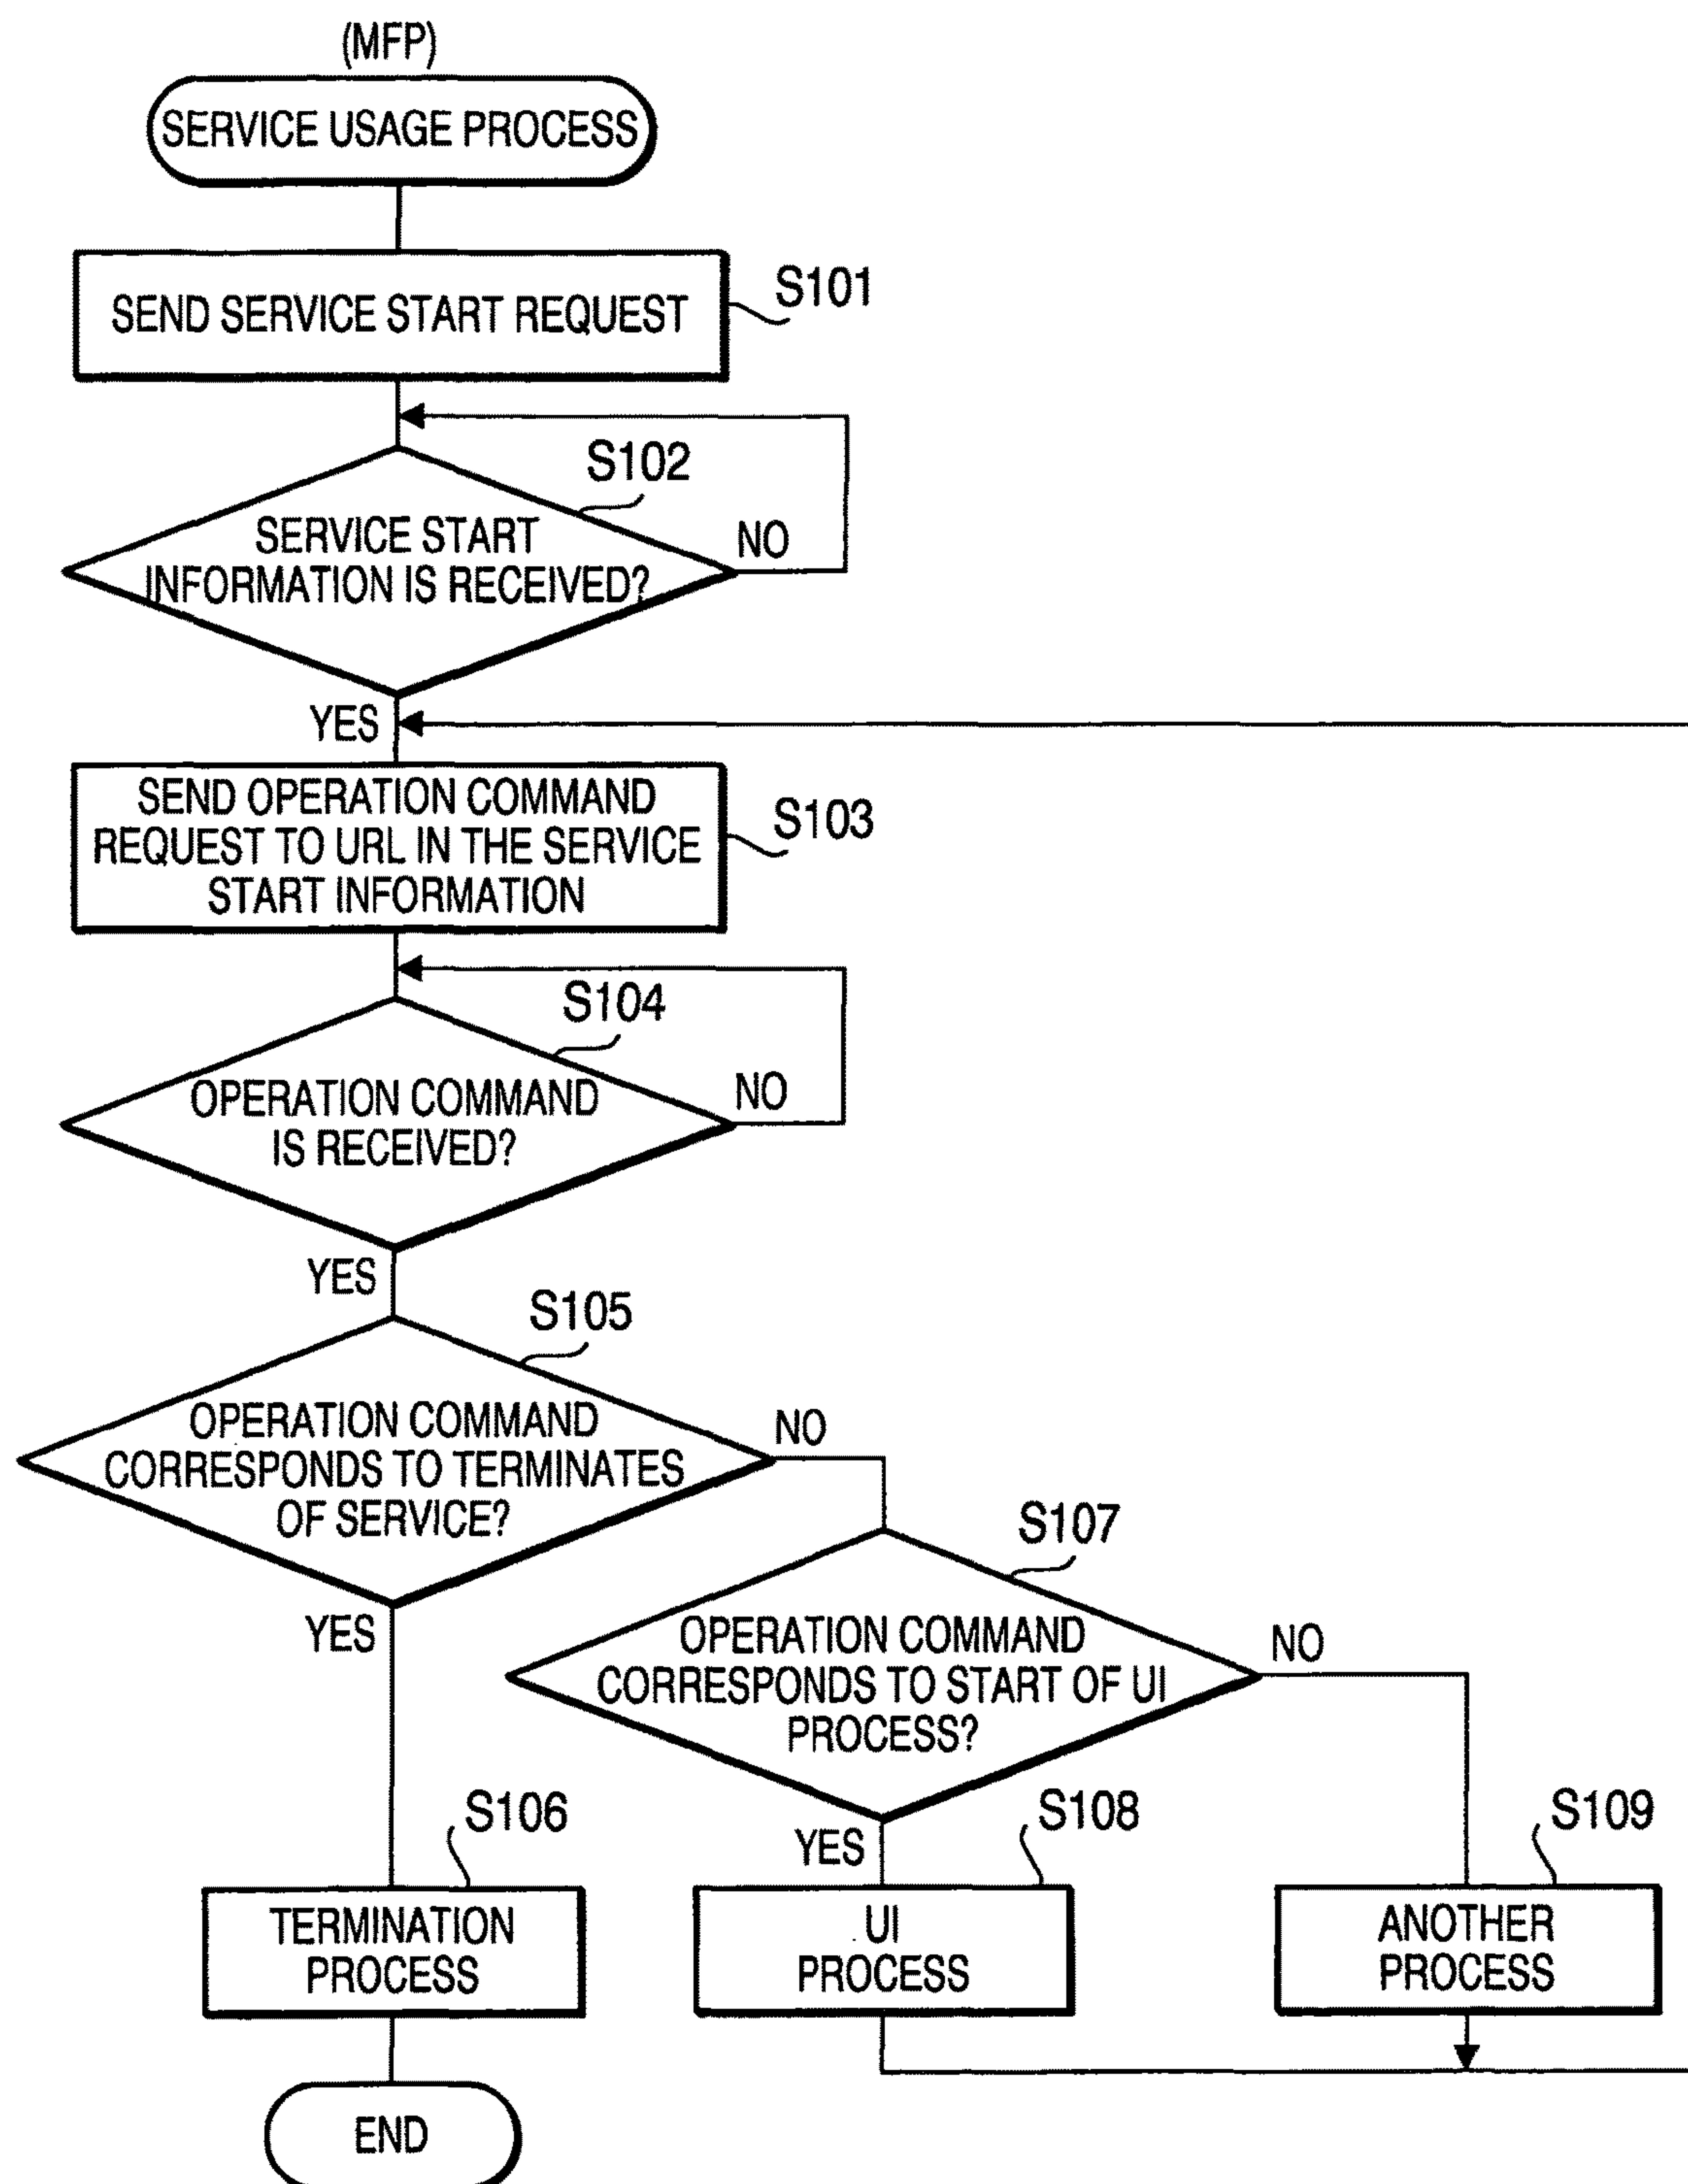 (MFP)
SERVICE USAGE PROCESS
SEND SERVICE START REQUEST
S101
S102
SERVICE START
INFORMATION IS RECEIVED?
NO
YES
SEND OPERATION COMMAND
REQUEST TO URL IN THE SERVICE
START INFORMATION
S103
S104
OPERATION COMMAND
IS RECEIVED?
NO
YES
S105
OPERATION COMMAND
CORRESPONDS TO TERMINATES
OF SERVICE?
NO
YES
S107
OPERATION COMMAND
CORRESPONDS TO START OF UI
PROCESS?
NO
YES
S106
TERMINATION
PROCESS
S108
UI
PROCESS
S109
ANOTHER
PROCESS
END